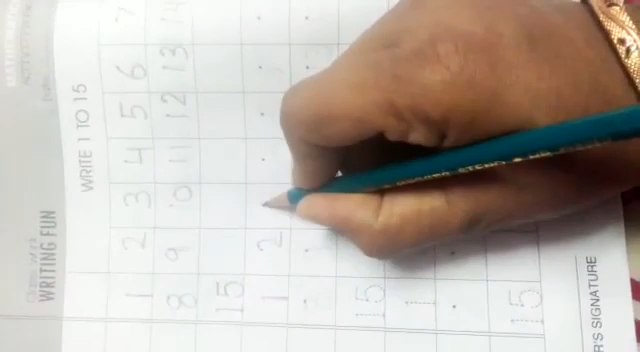 WRITING FUN
WRITE 1 TO 15
1 2 3 4 5 6 7
8 9 10 11 12 13 14
15
1 2
15
1
15
R'S SIGNATURE